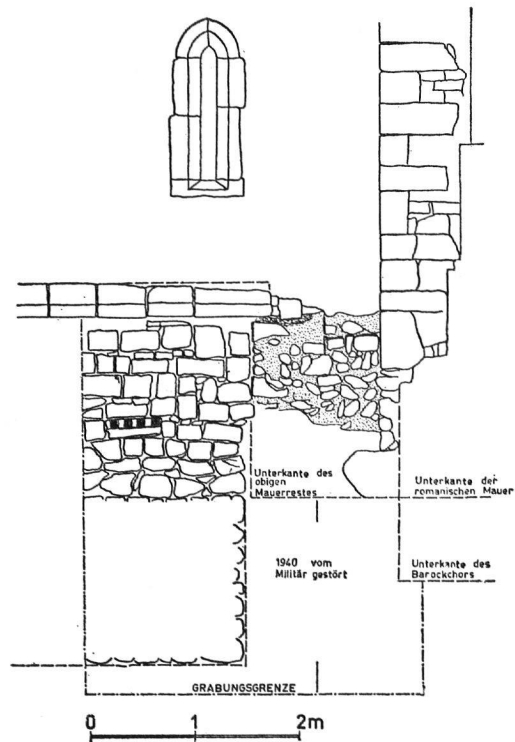 Unterkante des
obigen
Mauerrestes
Unterkante der
romanischen Mauer
1940 vom
Militär gestört
Unterkante des
Barockchors
GRABUNGSGRENZE
0 1 2m